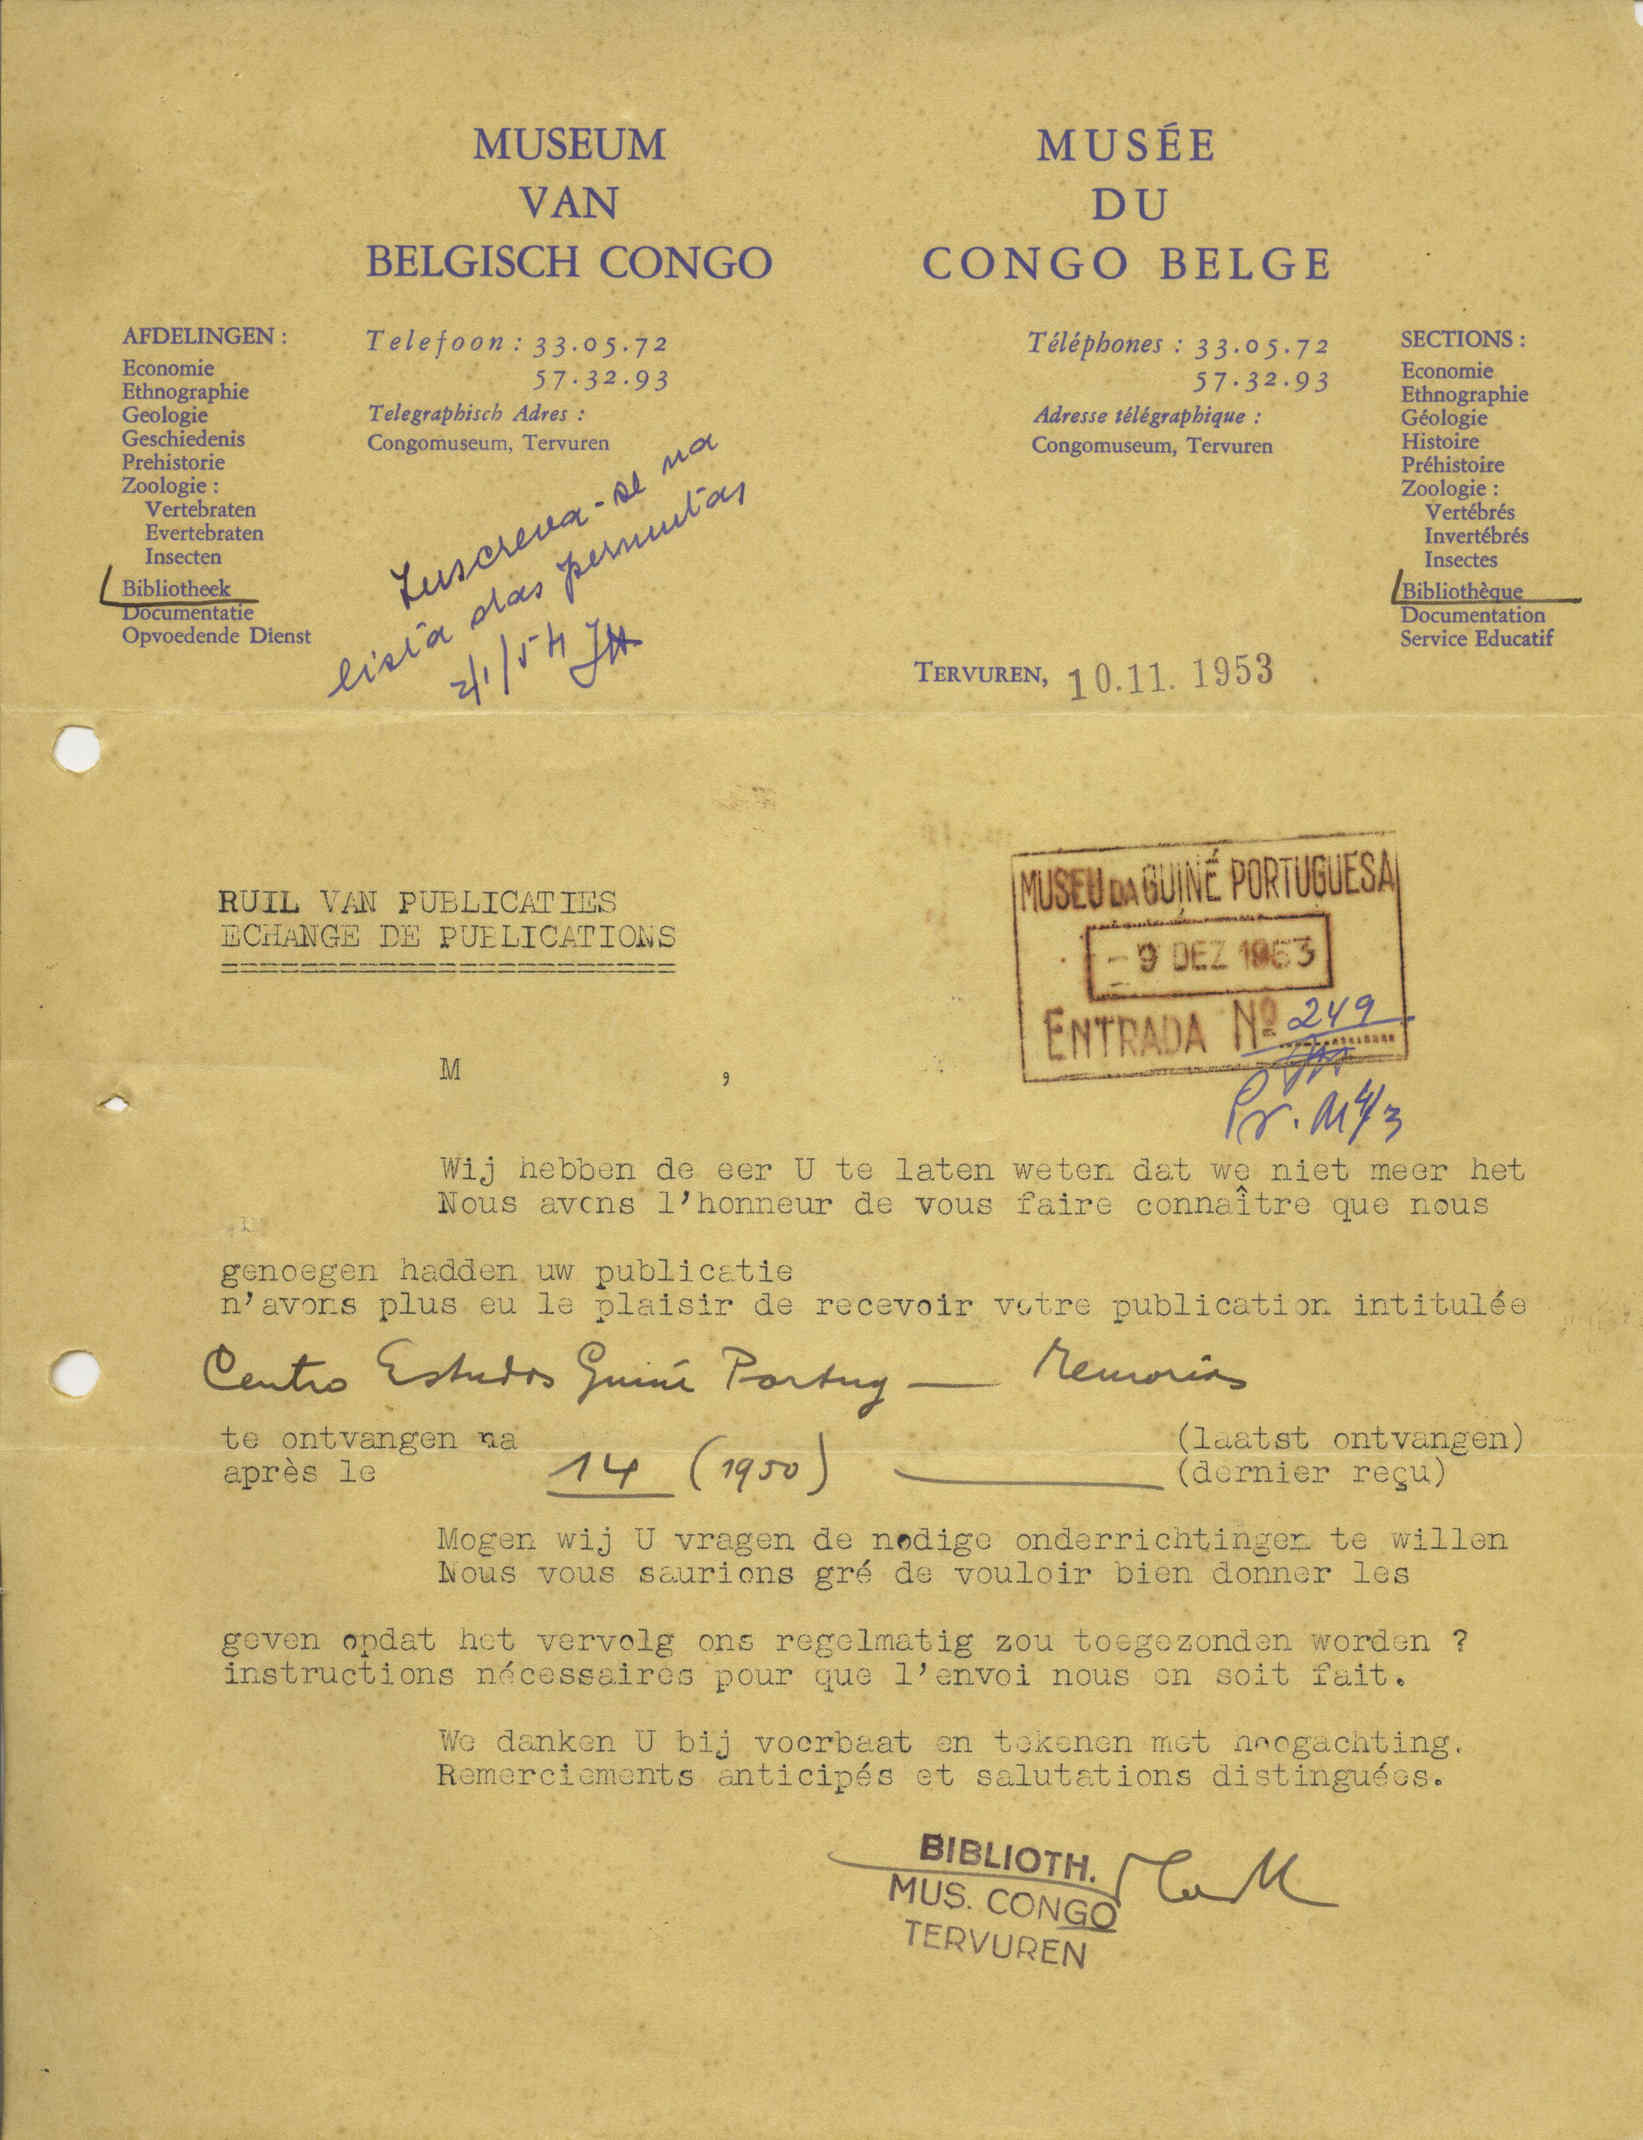 MUSEUM
VAN
BELGISCH CONGO
MUSÉE
DU
CONGO BELGE
AFDELINGEN :
Economie
Ethnographie
Geologie
Geschiedenis
Prehistorie
Zoologie :
Vertebraten
Evertebraten
Insecten
Bibliotheek
Documentatie
Opvoedende Dienst
Telefoon : 33.05.72
57.32.93
Telegraphisch Adres :
Congomuseum, Tervuren
Téléphones : 33.05.72
57.32.93
Adresse télégraphique :
Congomuseum, Tervuren
SECTIONS :
Economie
Ethnographie
Géologie
Histoire
Préhistoire
Zoologie :
Vertébrés
Invertébrés
Insectes
Bibliothèque
Documentation
Service Educatif
Inscreva-se na
lista das permutas
2/1/54
TERVUREN, 10.11.1953
RUIL VAN PUBLICATIES
ECHANGE DE PUBLICATIONS
MUSEU DA GUINÉ PORTUGUESA
- 9 DEZ 1953
ENTRADA Nº 249
Pr.
M ,
Wij hebben de eer U te laten weten dat we niet meer het
Nous avons l'honneur de vous faire connaître que nous
genoegen hadden uw publicatie
n'avons plus eu le plaisir de recevoir votre publication intitulée
Centro Estudos Guiné Portug — Memorias
te ontvangen na (laatst ontvangen)
après le 14 (1950) (dernier reçu)
Mogen wij U vragen de nodige onderrichtingen te willen
Nous vous saurions gré de vouloir bien donner les
geven opdat het vervolg ons regelmatig zou toegezonden worden ?
instructions nécessaires pour que l'envoi nous en soit fait.
We danken U bij voorbaat en tekenen met hoogachting.
Remerciements anticipés et salutations distinguées.
BIBLIOTH.
MUS. CONGO
TERVUREN